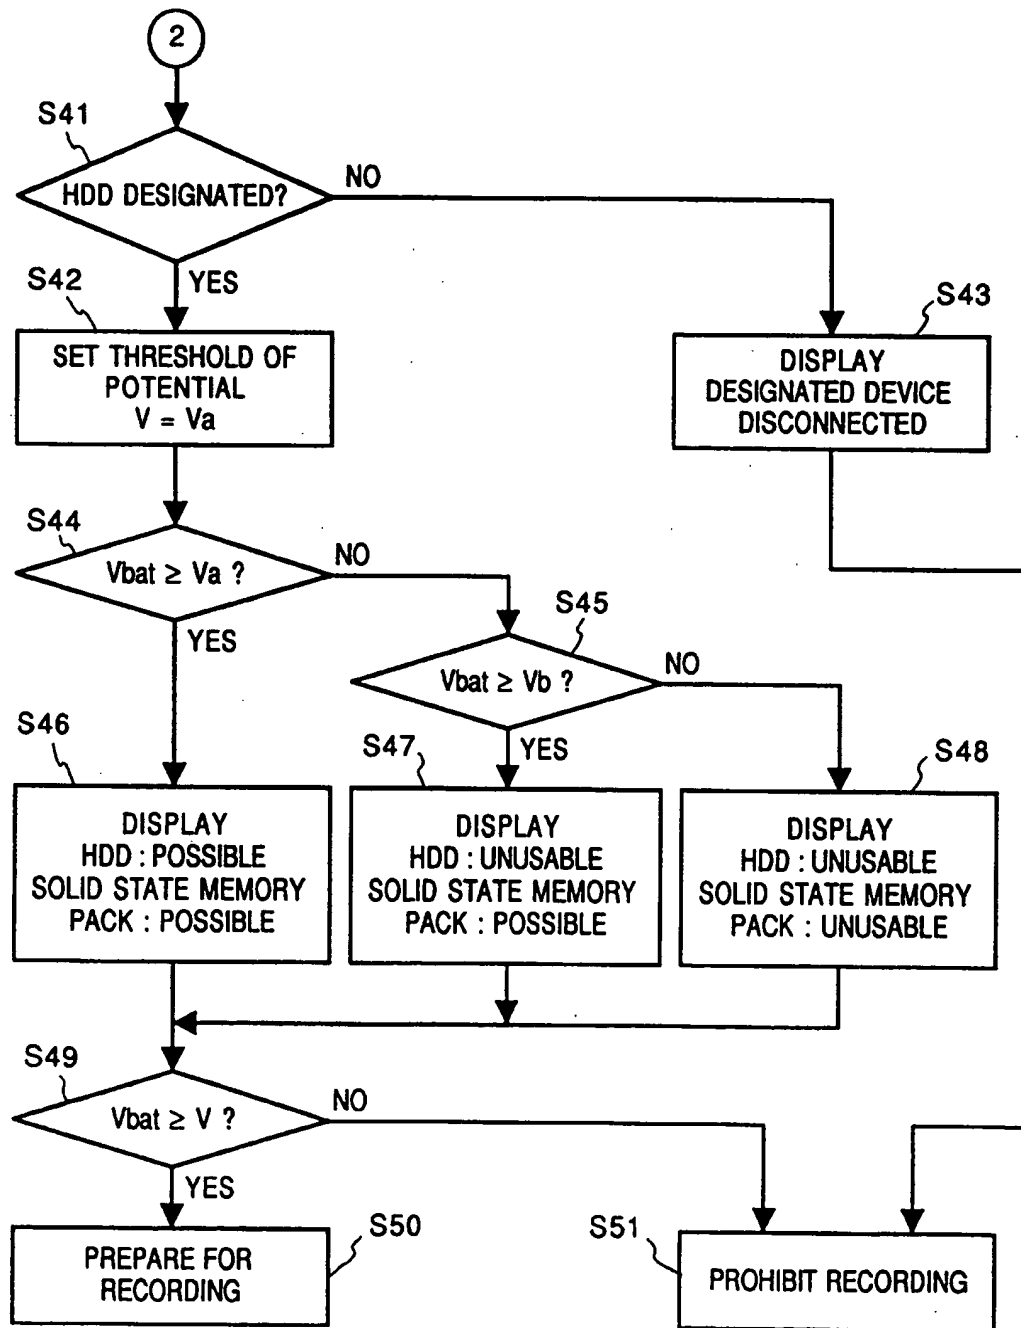 2
S41
HDD DESIGNATED?
NO
YES
S42
SET THRESHOLD OF
POTENTIAL
V = Va
S43
DISPLAY
DESIGNATED DEVICE
DISCONNECTED
S44
Vbat ≥ Va ?
NO
YES
S45
Vbat ≥ Vb ?
NO
YES
S46
DISPLAY
HDD : POSSIBLE
SOLID STATE MEMORY
PACK : POSSIBLE
S47
DISPLAY
HDD : UNUSABLE
SOLID STATE MEMORY
PACK : POSSIBLE
S48
DISPLAY
HDD : UNUSABLE
SOLID STATE MEMORY
PACK : UNUSABLE
S49
Vbat ≥ V ?
NO
YES
S50
PREPARE FOR
RECORDING
S51
PROHIBIT RECORDING